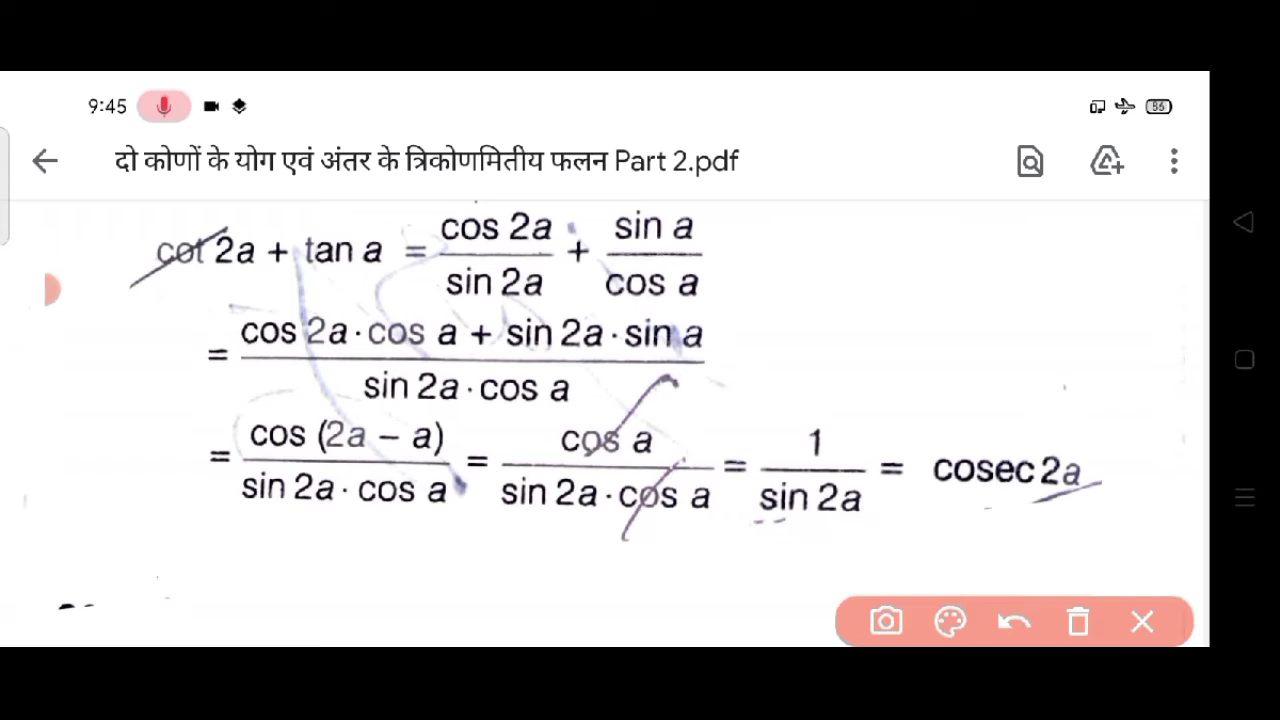 9:45 86
दो कोणों के योग एवं अंतर के त्रिकोणमितीय फलन Part 2.pdf
cot 2a + tan a = cos 2a / sin 2a + sin a / cos a
= cos 2a · cos a + sin 2a · sin a / sin 2a · cos a
= cos (2a – a) / sin 2a · cos a = cos a / sin 2a · cos a = 1 / sin 2a = cosec 2a